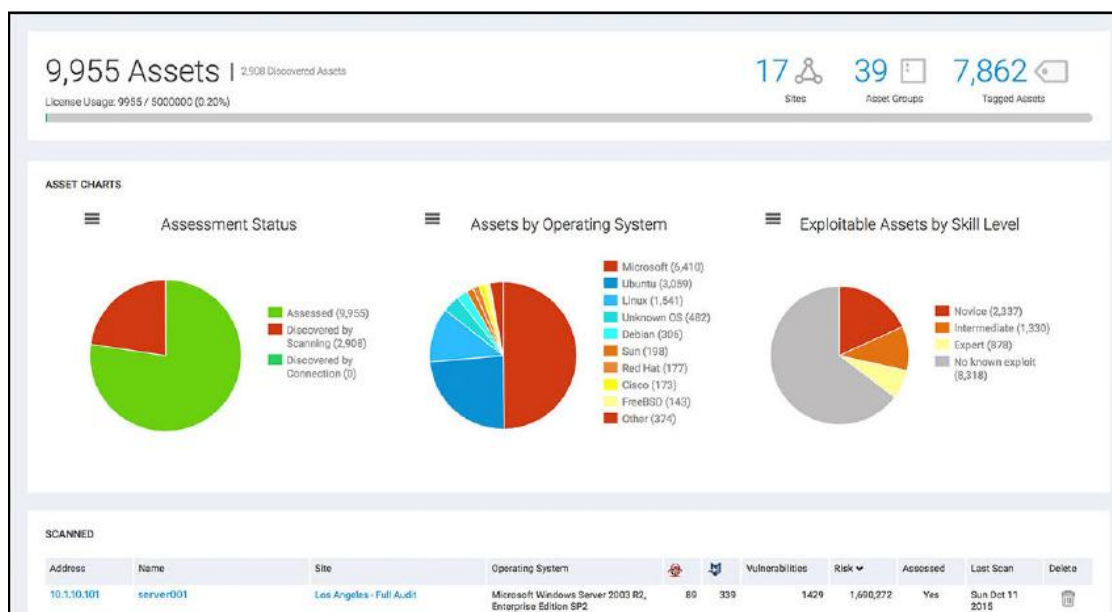 9,955 Assets | 2,908 Discovered Assets
License Usage: 9955 / 5000000 (0.20%)
17
Sites
39
Asset Groups
7,862
Tagged Assets
ASSET CHARTS
Assessment Status
Assessed (9,955)
Discovered by
Scanning (2,908)
Discovered by
Connection (0)
Assets by Operating System
Microsoft (6,410)
Ubuntu (3,059)
Linux (1,541)
Unknown OS (482)
Debian (306)
Sun (198)
Red Hat (177)
Cisco (173)
FreeBSD (143)
Other (374)
Exploitable Assets by Skill Level
Novice (2,337)
Intermediate (1,330)
Expert (878)
No known exploit
(8,318)
SCANNED
Address Name Site Operating System Vulnerabilities Risk Assessed Last Scan Delete
10.1.10.101 server001 Los Angeles - Full Audit Microsoft Windows Server 2003 R2, 89 339 1429 1,690,272 Yes Sun Oct 11
Enterprise Edition SP2 2015